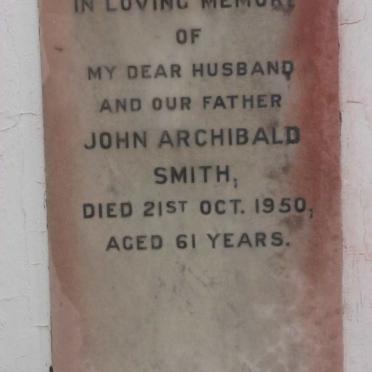 IN LOVING MEMORY
OF
MY DEAR HUSBAND
AND OUR FATHER
JOHN ARCHIBALD
SMITH,
DIED 21ST OCT. 1950,
AGED 61 YEARS.